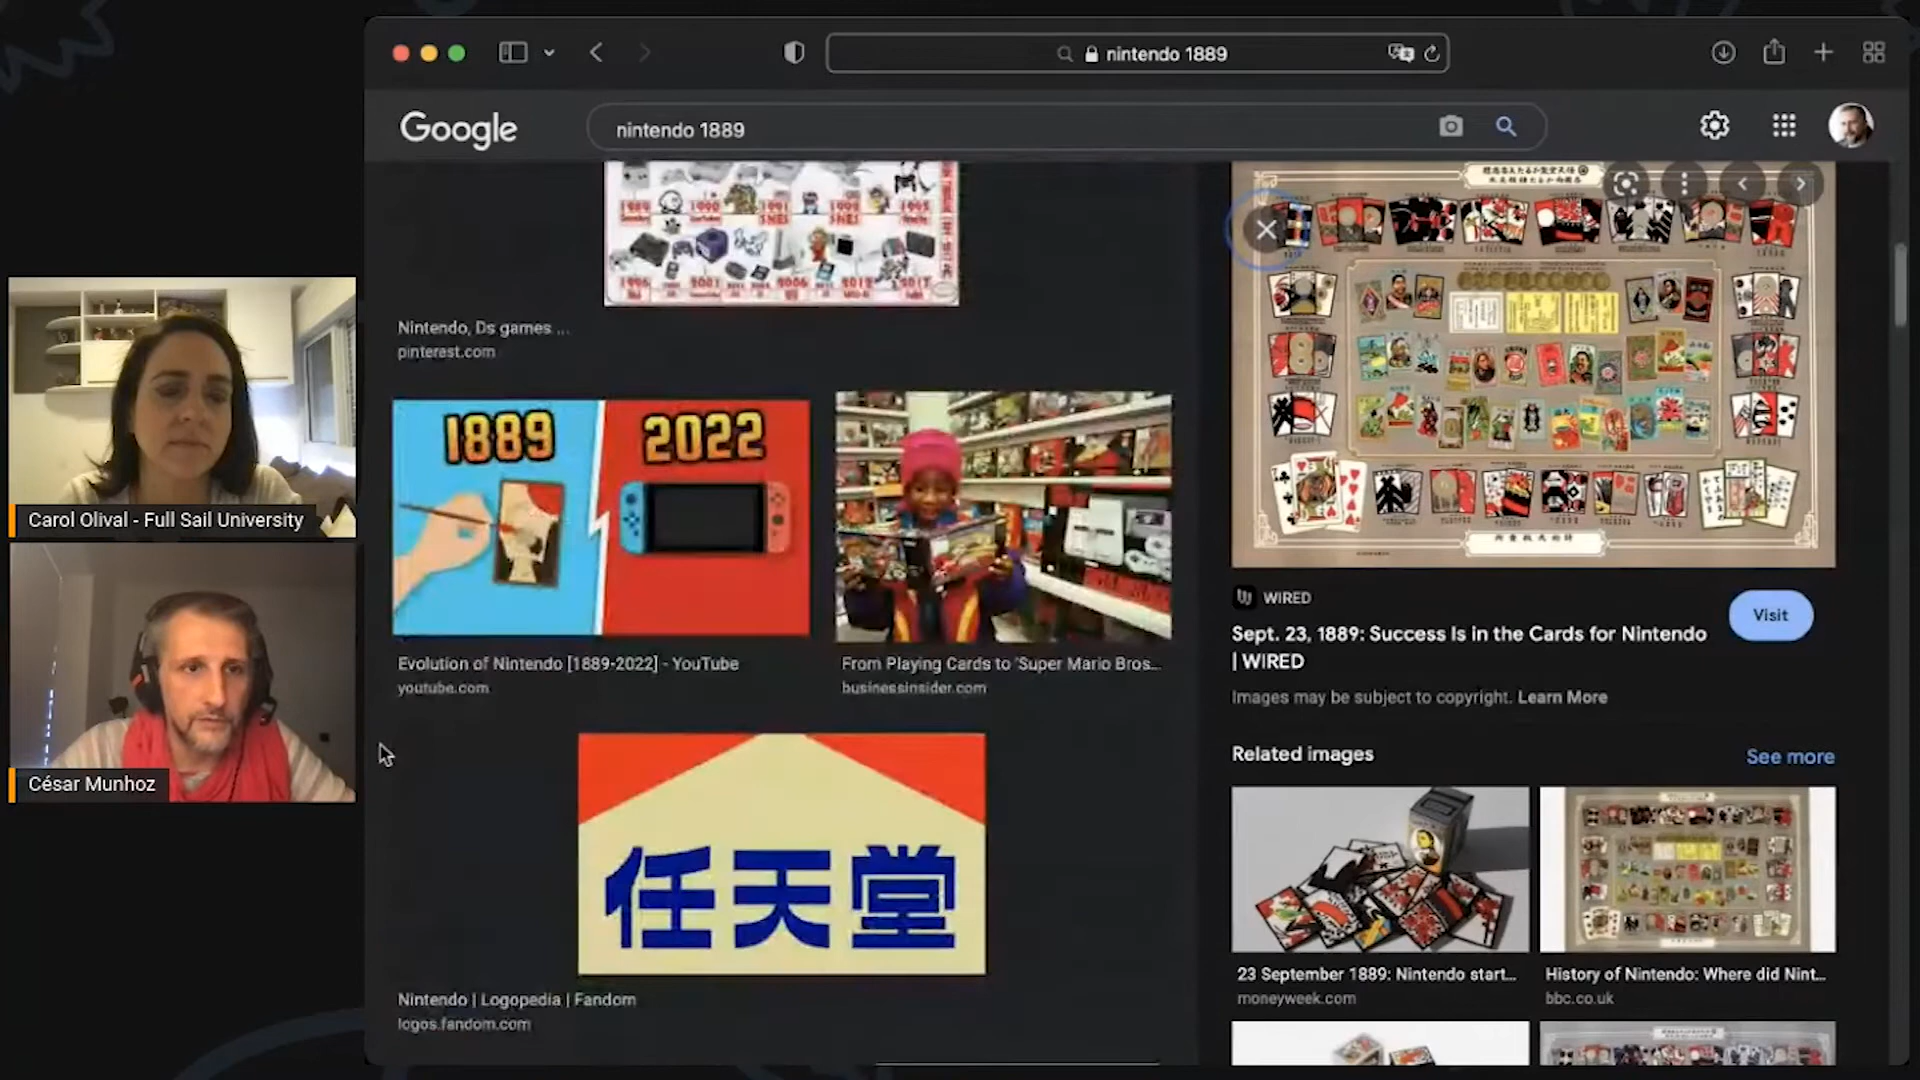 nintendo 1889
Google
nintendo 1889
Nintendo, Ds games ...
pinterest.com
1889
2022
Evolution of Nintendo [1889-2022] - YouTube
youtube.com
From Playing Cards to 'Super Mario Bros...
businessinsider.com
任天堂
Nintendo | Logopedia | Fandom
logos.fandom.com
WIRED
Visit
Sept. 23, 1889: Success Is in the Cards for Nintendo
| WIRED
Images may be subject to copyright. Learn More
Related images
See more
23 September 1889: Nintendo start...
moneyweek.com
History of Nintendo: Where did Nint...
bbc.co.uk
Carol Olival - Full Sail University
César Munhoz